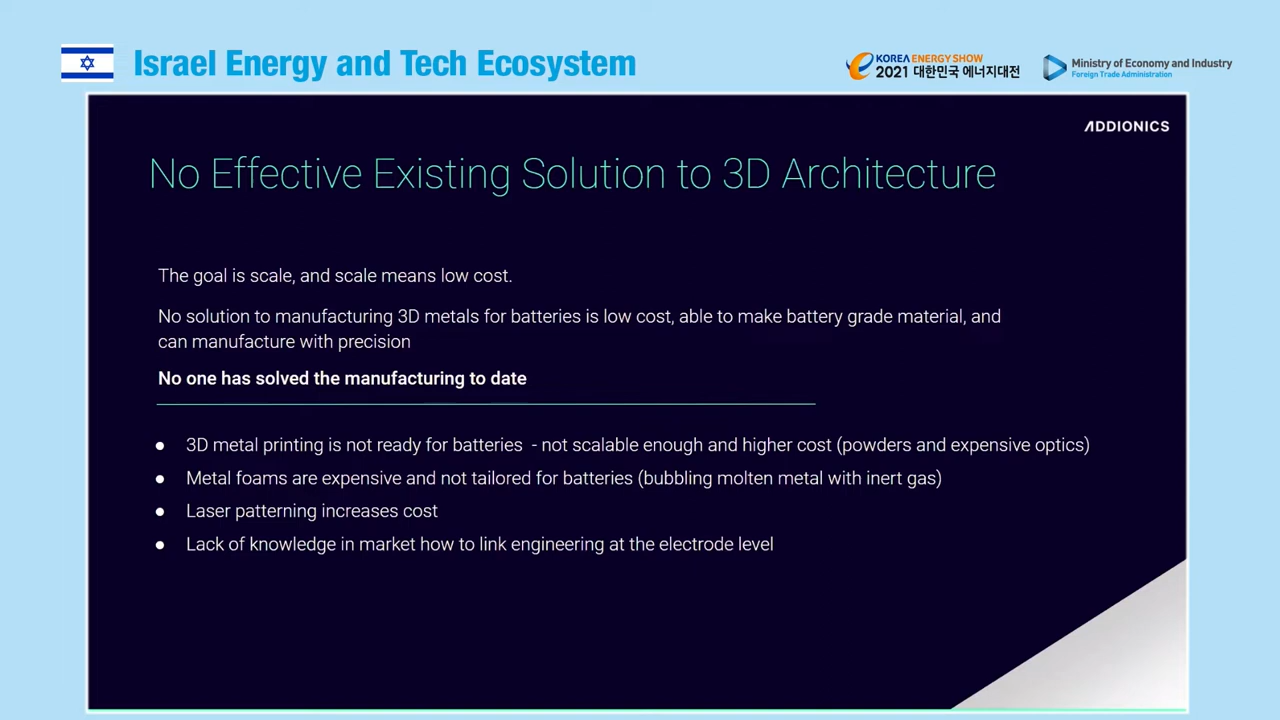 Israel Energy and Tech Ecosystem
KOREA ENERGY SHOW
2021 대한민국 에너지대전
Ministry of Economy and Industry
Foreign Trade Administration
ADDIONICS
No Effective Existing Solution to 3D Architecture
The goal is scale, and scale means low cost.
No solution to manufacturing 3D metals for batteries is low cost, able to make battery grade material, and
can manufacture with precision
No one has solved the manufacturing to date
● 3D metal printing is not ready for batteries - not scalable enough and higher cost (powders and expensive optics)
● Metal foams are expensive and not tailored for batteries (bubbling molten metal with inert gas)
● Laser patterning increases cost
● Lack of knowledge in market how to link engineering at the electrode level